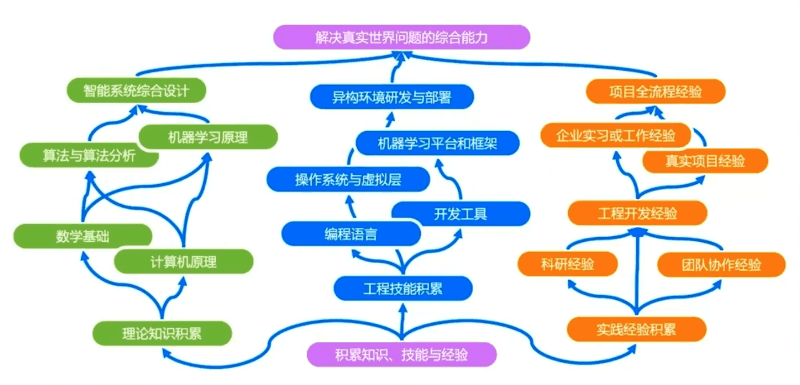 解决真实世界问题的综合能力
智能系统综合设计
异构环境研发与部署
项目全流程经验
机器学习原理
企业实习或工作经验
机器学习平台和框架
算法与算法分析
真实项目经验
操作系统与虚拟层
开发工具
工程开发经验
数学基础
编程语言
计算机原理
科研经验
团队协作经验
工程技能积累
理论知识积累
实践经验积累
积累知识、技能与经验